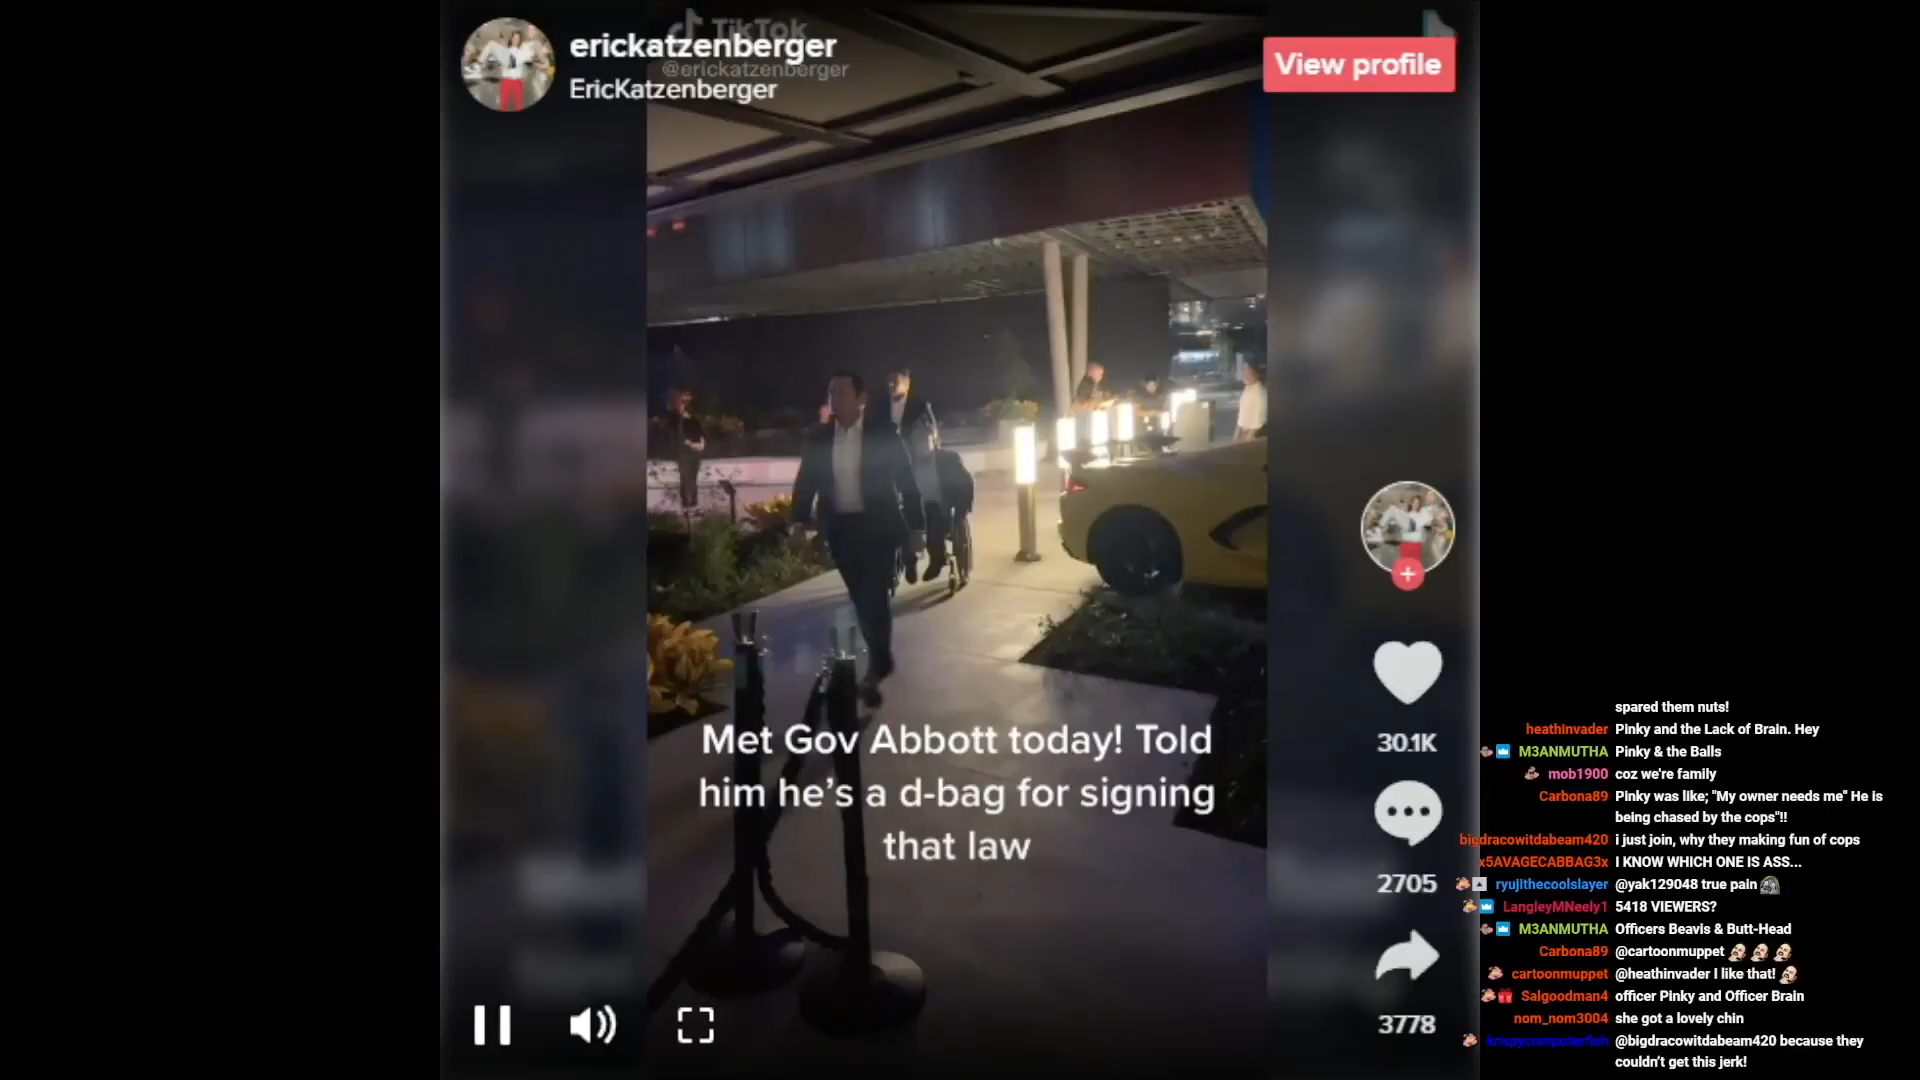 TikTok
@erickatzenberger
erickatzenberger
EricKatzenberger
View profile
Met Gov Abbott today! Told
him he's a d-bag for signing
that law
30.1K
2705
3778
spared them nuts!
heathinvader PInky and the Lack of Brain. Hey
M3ANMUTHA Pinky & the Balls
mob1900 coz we're family
Carbona89 Pinky was like; "My owner needs me" He is
being chased by the cops"!!
bigdracowitdabeam420 i just join, why they making fun of cops
x5AVAGECABBAG3x I KNOW WHICH ONE IS ASS...
ryujithecoolslayer @yak129048 true pain
LangleyMNeely1 5418 VIEWERS?
M3ANMUTHA Officers Beavis & Butt-Head
Carbona89 @cartoonmuppet
cartoonmuppet @heathinvader I like that!
Salgoodman4 officer Pinky and Officer Brain
nom_nom3004 she got a lovely chin
krispycomputerfish @bigdracowitdabeam420 because they
couldn't get this jerk!